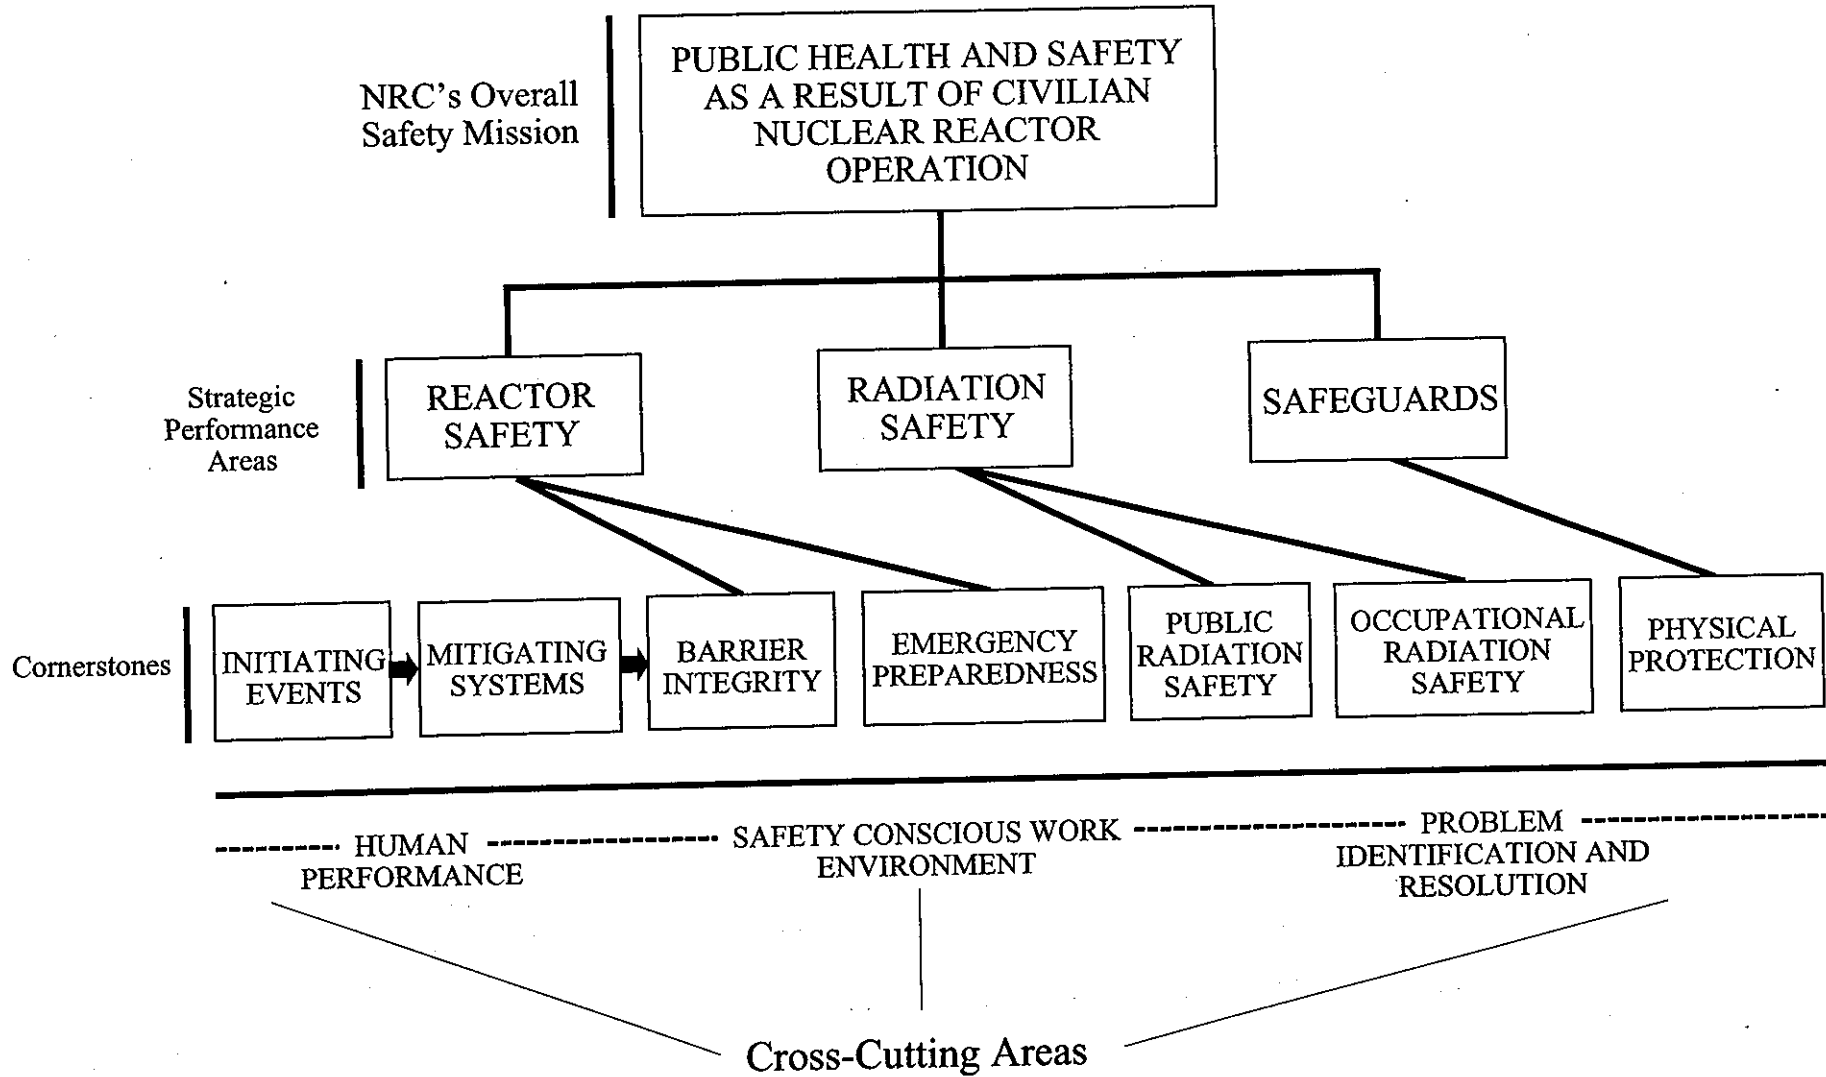 NRC's Overall
Safety Mission
PUBLIC HEALTH AND SAFETY
AS A RESULT OF CIVILIAN
NUCLEAR REACTOR
OPERATION
Strategic
Performance
Areas
REACTOR
SAFETY
RADIATION
SAFETY
SAFEGUARDS
Cornerstones
INITIATING
EVENTS
MITIGATING
SYSTEMS
BARRIER
INTEGRITY
EMERGENCY
PREPAREDNESS
PUBLIC
RADIATION
SAFETY
OCCUPATIONAL
RADIATION
SAFETY
PHYSICAL
PROTECTION
HUMAN
PERFORMANCE
SAFETY CONSCIOUS WORK
ENVIRONMENT
PROBLEM
IDENTIFICATION AND
RESOLUTION
Cross-Cutting Areas